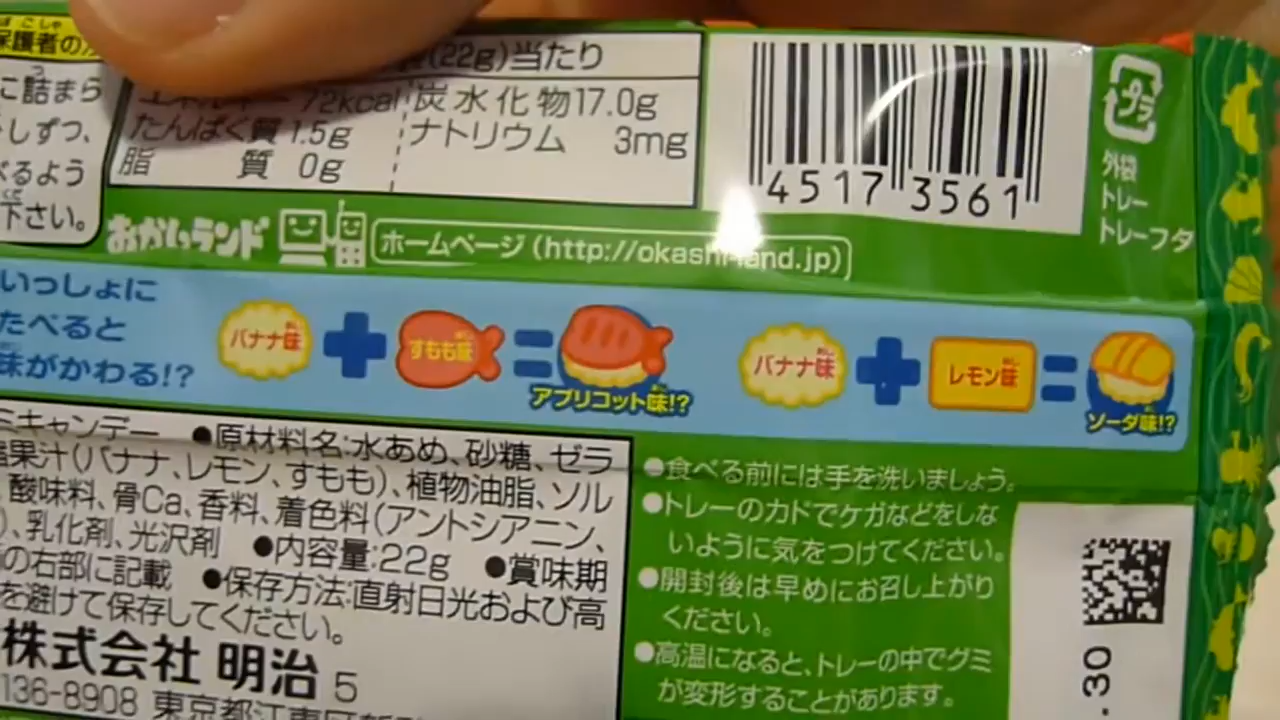 保護者の
こ詰まら
しずつ、
べるよう
下さい。
(22g)当たり
エネルギー 72kcal 炭水化物17.0g
たんぱく質 1.5g ナトリウム 3mg
脂質 0g
4517 3561
プラ
外袋
トレー
トレーフタ
おかしランド ホームページ (http://okashi-land.jp)
いっしょに
たべると
味がかわる!?
バナナ味 + すもも味 = アプリコット味!?
バナナ味 + レモン味 = ソーダ味!?
ミキャンデー ●原材料名:水あめ、砂糖、ゼラ
果汁(バナナ、レモン、すもも)、植物油脂、ソル
酸味料、骨Ca、香料、着色料(アントシアニン、
)、乳化剤、光沢剤 ●内容量:22g ●賞味期
の右部に記載 ●保存方法:直射日光および高
を避けて保存してください。
株式会社 明治 5
136-8908 東京都江東区新
●食べる前には手を洗いましょう。
●トレーのカドでケガなどをしな
いように気をつけてください。
●開封後は早めにお召し上がり
ください。
●高温になると、トレーの中でグミ
が変形することがあります。
.30